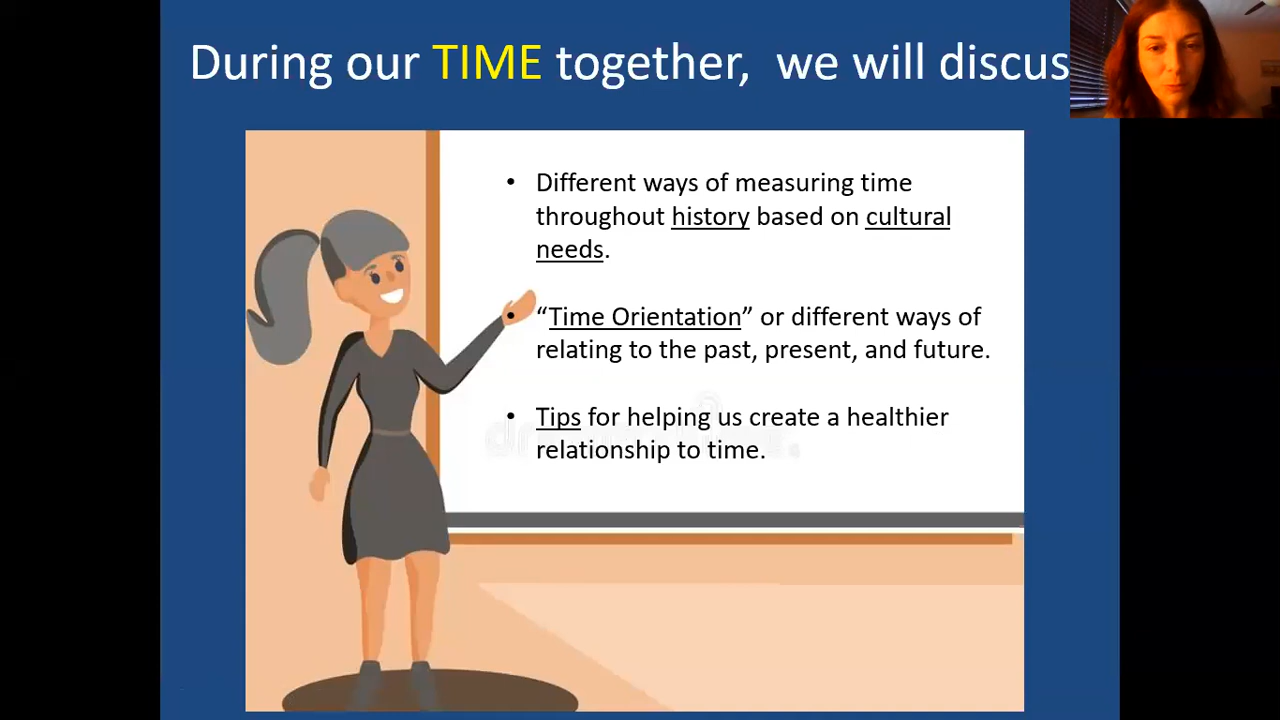 During our TIME together, we will discus
• Different ways of measuring time
throughout history based on cultural
needs.
• “Time Orientation” or different ways of
relating to the past, present, and future.
• Tips for helping us create a healthier
relationship to time.